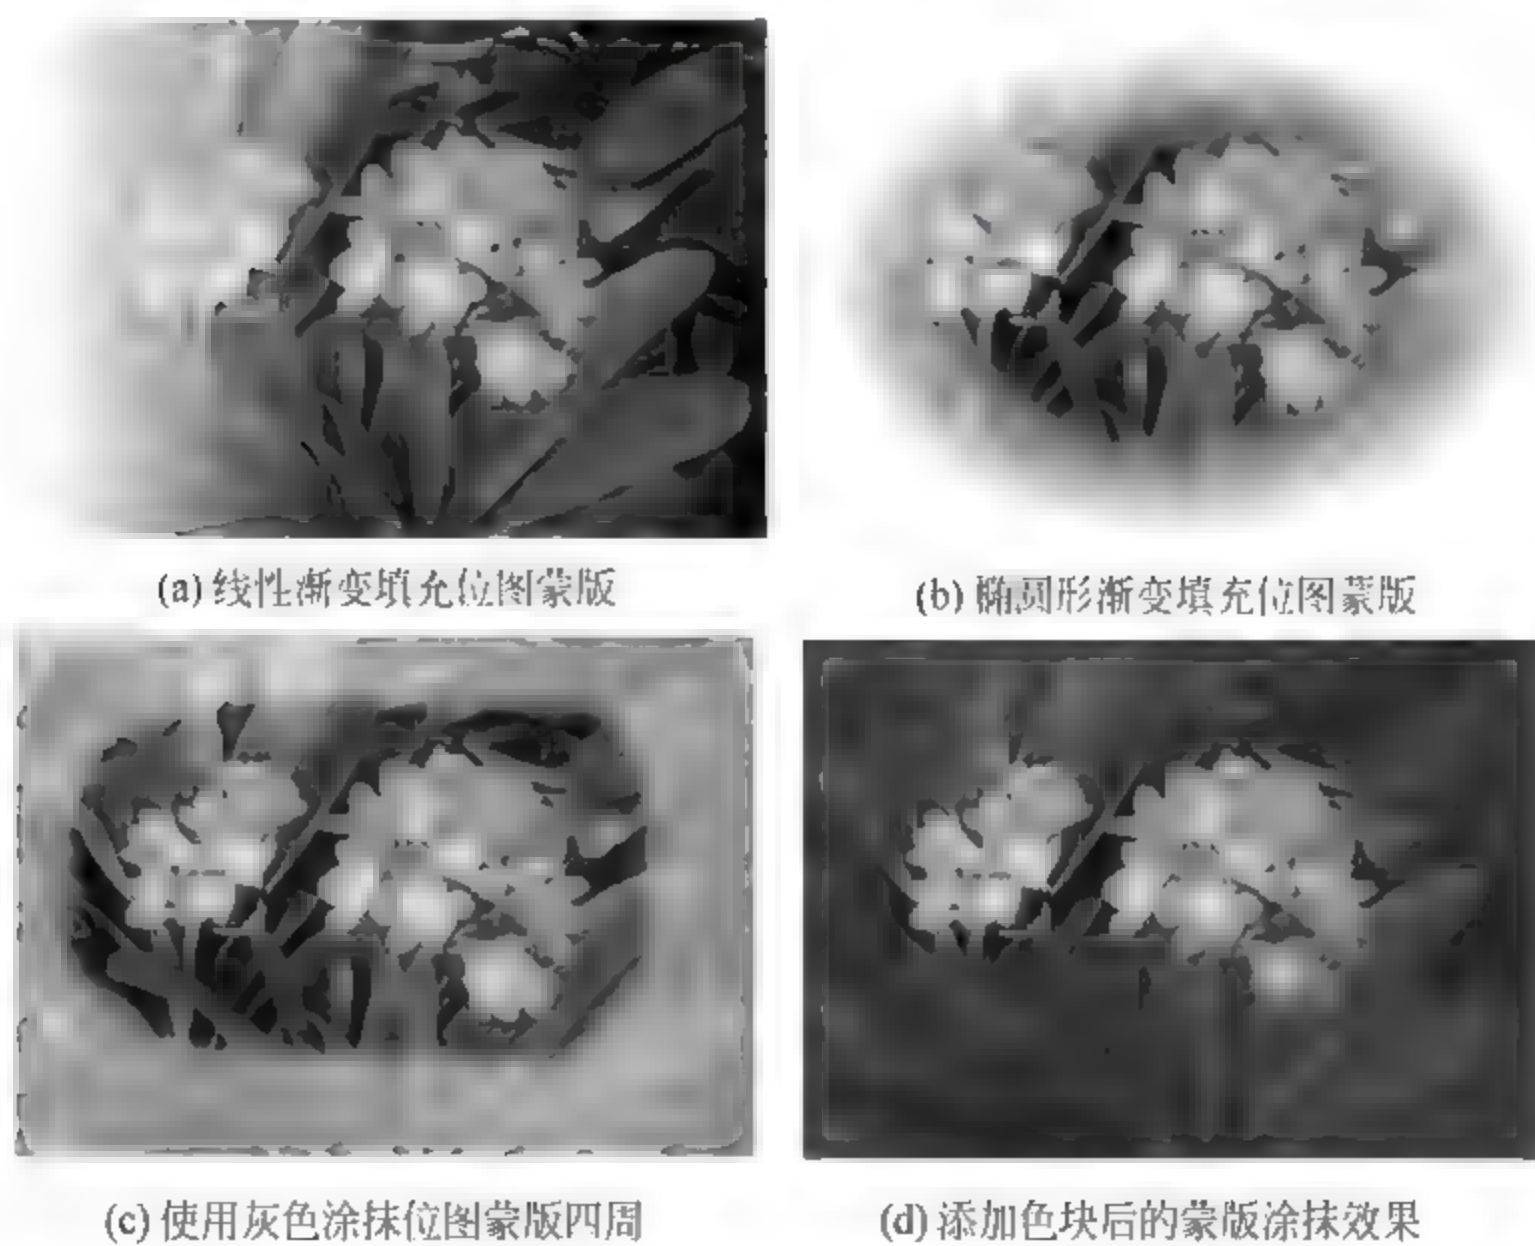 (a) 线性渐变填充位图蒙版
(b) 椭圆形渐变填充位图蒙版
(c) 使用灰色涂抹位图蒙版四周
(d) 添加色块后的蒙版涂抹效果